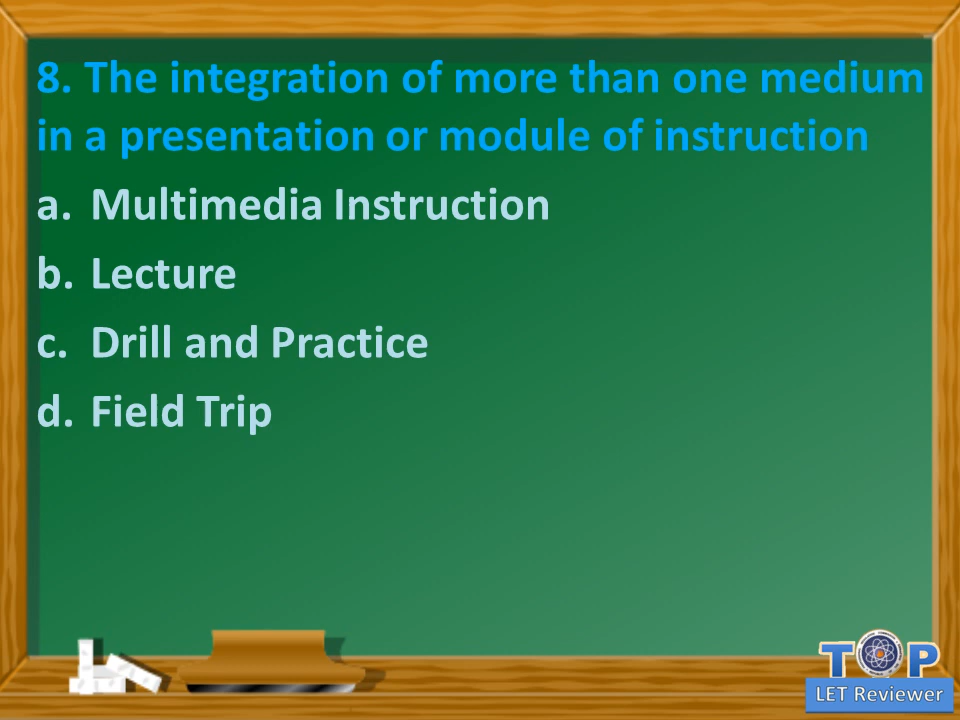 8. The integration of more than one medium
in a presentation or module of instruction
a. Multimedia Instruction
b. Lecture
c. Drill and Practice
d. Field Trip
TOP
LET Reviewer